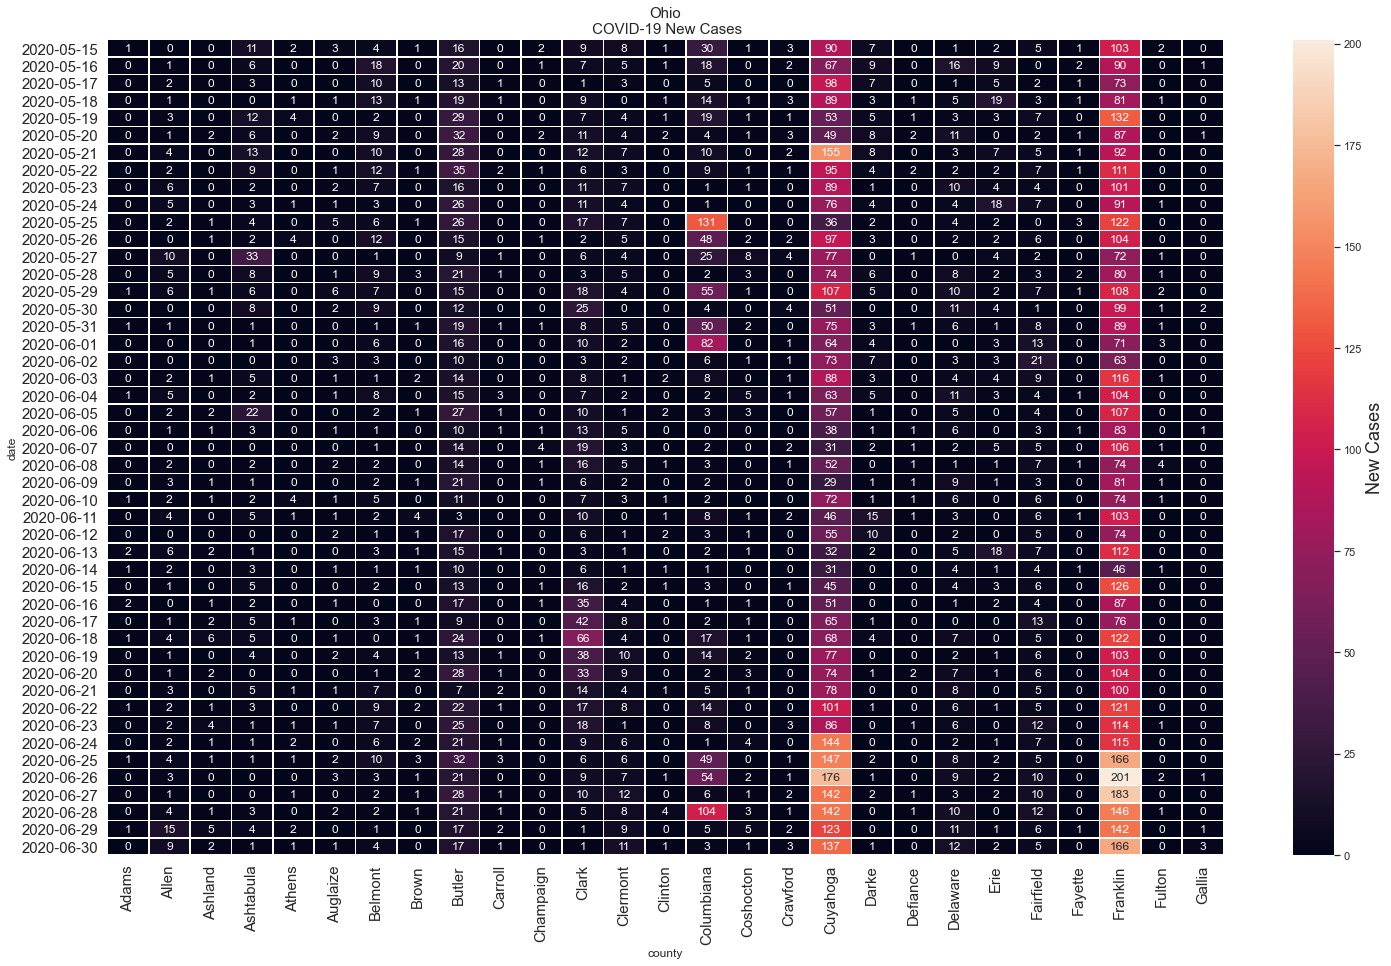 Ohio
COVID-19 New Cases
2020-05-15 1 0 0 11 2 3 4 1 16 0 2 9 8 1 30 1 3 90 7 0 1 2 5 1 103 2 0
2020-05-16 0 1 0 6 0 0 18 0 20 0 1 7 5 1 18 0 2 67 9 0 16 9 0 2 90 0 1
2020-05-17 0 2 0 3 0 0 10 0 13 1 0 1 3 0 5 0 0 98 7 0 1 5 2 1 73 0 0
2020-05-18 0 1 0 0 1 1 13 1 19 1 0 9 0 1 14 1 3 89 3 1 5 19 3 1 81 1 0
2020-05-19 0 3 0 12 4 0 2 0 29 0 0 7 4 1 19 1 1 53 5 1 3 3 7 0 132 0 0
2020-05-20 0 1 2 6 0 2 9 0 32 0 2 11 4 2 4 1 3 49 8 2 11 0 2 1 87 0 1
2020-05-21 0 4 0 13 0 0 10 0 28 0 0 12 7 0 10 0 2 155 8 0 3 7 5 1 92 0 0
2020-05-22 0 2 0 9 0 1 12 1 35 2 1 6 3 0 9 1 1 95 4 2 2 2 7 1 111 0 0
2020-05-23 0 6 0 2 0 2 7 0 16 0 0 11 7 0 1 1 0 89 1 0 10 4 4 0 101 0 0
2020-05-24 0 5 0 3 1 1 3 0 26 0 0 11 4 0 1 0 0 76 4 0 4 18 7 0 91 1 0
2020-05-25 0 2 1 4 0 5 6 1 26 0 0 17 7 0 131 0 0 36 2 0 4 2 0 3 122 0 0
2020-05-26 0 0 1 2 4 0 12 0 15 0 1 2 5 0 48 2 2 97 3 0 2 2 6 0 104 0 0
2020-05-27 0 10 0 33 0 0 1 0 9 1 0 6 4 0 25 8 4 77 0 1 0 4 2 0 72 1 0
2020-05-28 0 5 0 8 0 1 9 3 21 1 0 3 5 0 2 3 0 74 6 0 8 2 3 2 80 1 0
2020-05-29 1 6 1 6 0 6 7 0 15 0 0 18 4 0 55 1 0 107 5 0 10 2 7 1 108 2 0
2020-05-30 0 0 0 8 0 2 9 0 12 0 0 25 0 0 4 0 4 51 0 0 11 4 1 0 99 1 2
2020-05-31 1 1 0 1 0 0 1 1 19 1 1 8 5 0 50 2 0 75 3 1 6 1 8 0 89 1 0
2020-06-01 0 0 0 1 0 0 6 0 16 0 0 10 2 0 82 0 1 64 4 0 0 3 13 0 71 3 0
2020-06-02 0 0 0 0 0 3 3 0 10 0 0 3 2 0 6 1 1 73 7 0 3 3 21 0 63 0 0
2020-06-03 0 2 1 5 0 1 1 2 14 0 0 8 1 2 8 0 1 88 3 0 4 4 9 0 116 1 0
2020-06-04 1 5 0 2 0 1 8 0 15 3 0 7 2 0 2 5 1 63 5 0 11 3 4 1 104 0 0
2020-06-05 0 2 2 22 0 0 2 1 27 1 0 10 1 2 3 3 0 57 1 0 5 0 4 0 107 0 0
2020-06-06 0 1 1 3 0 1 1 0 10 1 1 13 5 0 0 0 0 38 1 1 6 0 3 1 83 0 1
2020-06-07 0 0 0 0 0 0 1 0 14 0 4 19 3 0 2 0 2 31 2 1 2 5 5 0 106 1 0
2020-06-08 0 2 0 2 0 2 2 0 14 0 1 16 5 1 3 0 1 52 0 1 1 1 7 1 74 4 0
2020-06-09 0 3 1 1 0 0 2 1 21 0 1 6 2 0 2 0 0 29 1 1 9 1 3 0 81 1 0
2020-06-10 1 2 1 2 4 1 5 0 11 0 0 7 3 1 2 0 0 72 1 1 6 0 6 0 74 1 0
2020-06-11 0 4 0 5 1 1 2 4 3 0 0 10 0 1 8 1 2 46 15 1 3 0 6 1 103 0 0
2020-06-12 0 0 0 0 0 2 1 1 17 0 0 6 1 2 3 1 0 55 10 0 2 0 5 0 74 0 0
2020-06-13 2 6 2 1 0 0 3 1 15 1 0 3 1 0 2 1 0 32 2 0 5 18 7 0 112 0 0
2020-06-14 1 2 0 3 0 1 1 1 10 0 0 6 1 1 1 0 0 31 0 0 4 1 4 1 46 1 0
2020-06-15 0 1 0 5 0 0 2 0 13 0 1 16 2 1 3 0 1 45 0 0 4 3 6 0 126 0 0
2020-06-16 2 0 1 2 0 1 0 0 17 0 1 35 4 0 1 1 0 51 0 0 1 2 4 0 87 0 0
2020-06-17 0 1 2 5 1 0 3 1 9 0 0 42 8 0 2 1 0 65 1 0 0 0 13 0 76 0 0
2020-06-18 1 4 6 5 0 1 0 1 24 0 1 66 4 0 17 1 0 68 4 0 7 0 5 0 122 0 0
2020-06-19 0 1 0 4 0 2 4 1 13 1 0 38 10 0 14 2 0 77 0 0 2 1 6 0 103 0 0
2020-06-20 0 1 2 0 0 0 1 2 28 1 0 33 9 0 2 3 0 74 1 2 7 1 6 0 104 0 0
2020-06-21 0 3 0 5 1 1 7 0 7 2 0 14 4 1 5 1 0 78 0 0 8 0 5 0 100 0 0
2020-06-22 1 2 1 3 0 0 9 2 22 1 0 17 8 0 14 0 0 101 1 0 6 1 5 0 121 0 0
2020-06-23 0 2 4 1 1 1 7 0 25 0 0 18 1 0 8 0 3 86 0 1 6 0 12 0 114 1 0
2020-06-24 0 2 1 1 2 0 6 2 21 1 0 9 6 0 1 4 0 144 0 0 2 1 7 0 115 0 0
2020-06-25 1 4 1 1 1 2 10 3 32 3 0 6 6 0 49 0 0 147 2 0 8 2 5 0 166 0 0
2020-06-26 0 3 0 0 0 3 3 1 21 0 0 9 7 1 54 2 1 176 1 0 9 2 10 0 201 2 1
2020-06-27 0 1 0 0 1 0 2 1 28 1 0 10 12 0 6 1 2 142 2 1 3 2 10 0 183 0 0
2020-06-28 0 4 1 3 0 2 2 1 21 1 0 5 8 4 104 3 1 142 0 1 10 0 12 0 146 1 0
2020-06-29 1 15 5 4 2 0 1 0 17 2 0 1 9 0 5 5 2 123 0 0 11 1 6 1 142 0 1
2020-06-30 0 9 2 1 1 1 4 0 17 1 0 1 11 1 3 1 3 137 1 0 12 2 5 0 166 0 3
date
Adams Allen Ashland Ashtabula Athens Auglaize Belmont Brown Butler Carroll Champaign Clark Clermont Clinton Columbiana Coshocton Crawford Cuyahoga Darke Defiance Delaware Erie Fairfield Fayette Franklin Fulton Gallia
county
200
175
150
125
100
75
50
25
0
New Cases